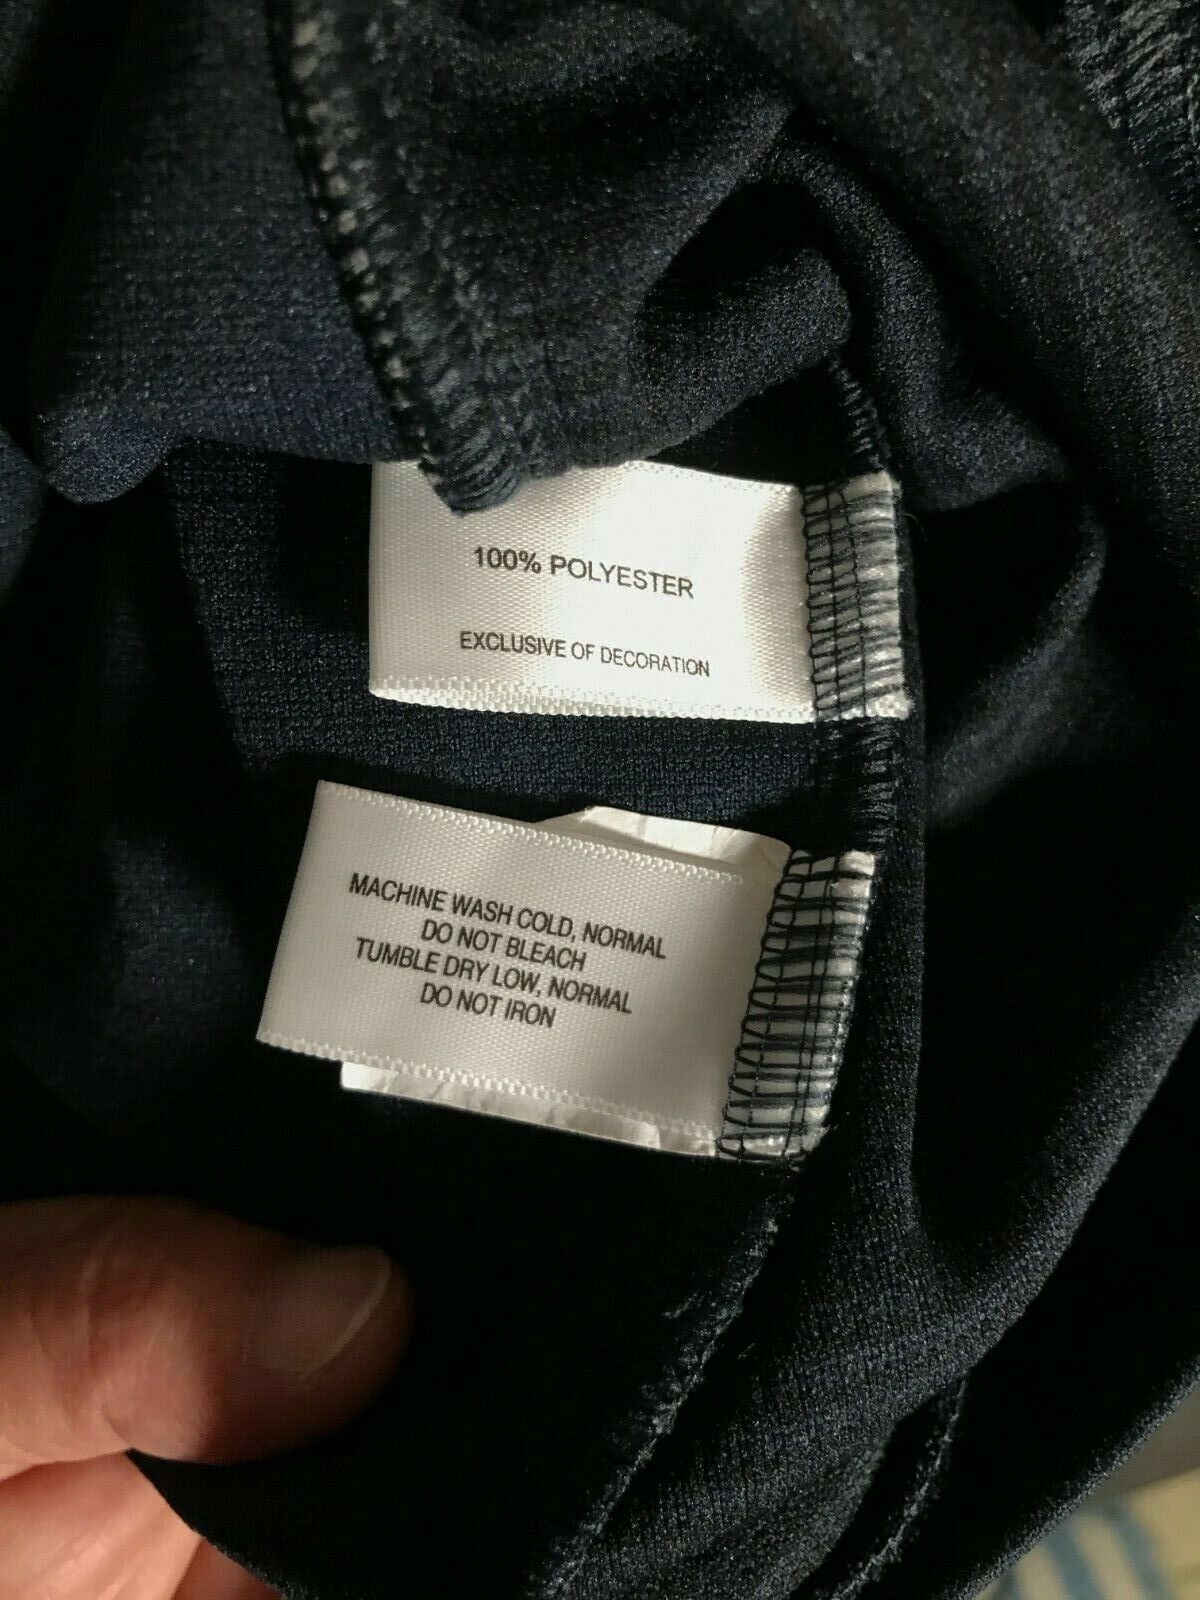 100% POLYESTER
EXCLUSIVE OF DECORATION
MACHINE WASH COLD, NORMAL
DO NOT BLEACH
TUMBLE DRY LOW, NORMAL
DO NOT IRON